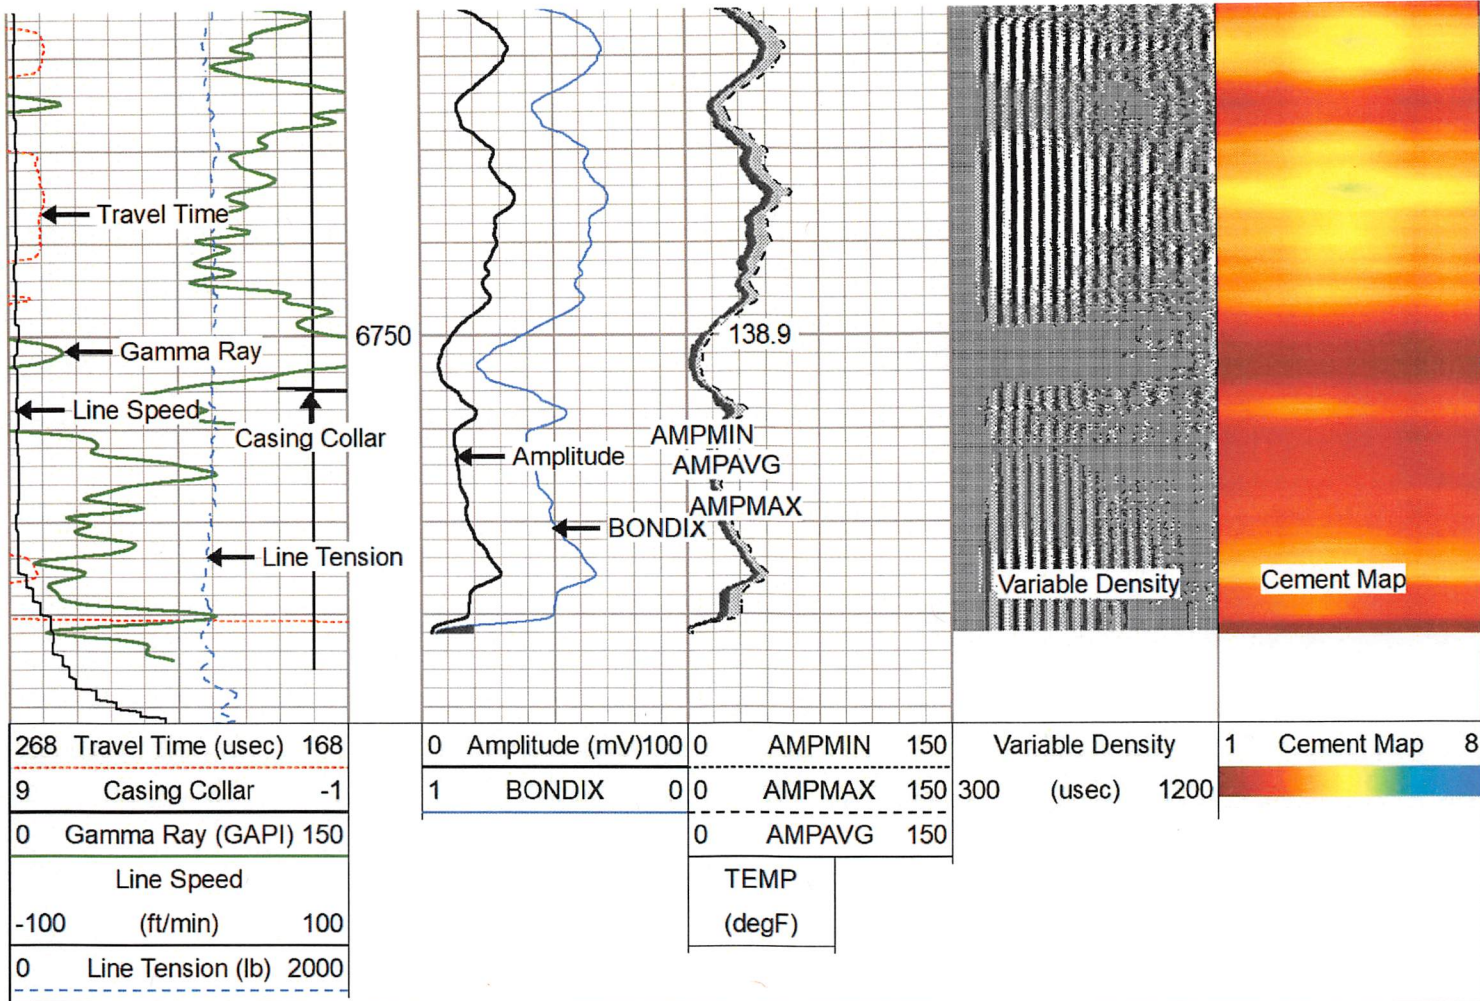 Travel Time
Gamma Ray
6750
138.9
Line Speed
Casing Collar
AMPMIN
Amplitude
AMPAVG
AMPMAX
BONDIX
Line Tension
Variable Density
Cement Map
268 Travel Time (usec) 168
9 Casing Collar -1
0 Gamma Ray (GAPI) 150
Line Speed
-100 (ft/min) 100
0 Line Tension (lb) 2000
0 Amplitude (mV) 100
1 BONDIX 0
0 AMPMIN 150
0 AMPMAX 150
0 AMPAVG 150
TEMP
(degF)
Variable Density
300 (usec) 1200
1 Cement Map 8